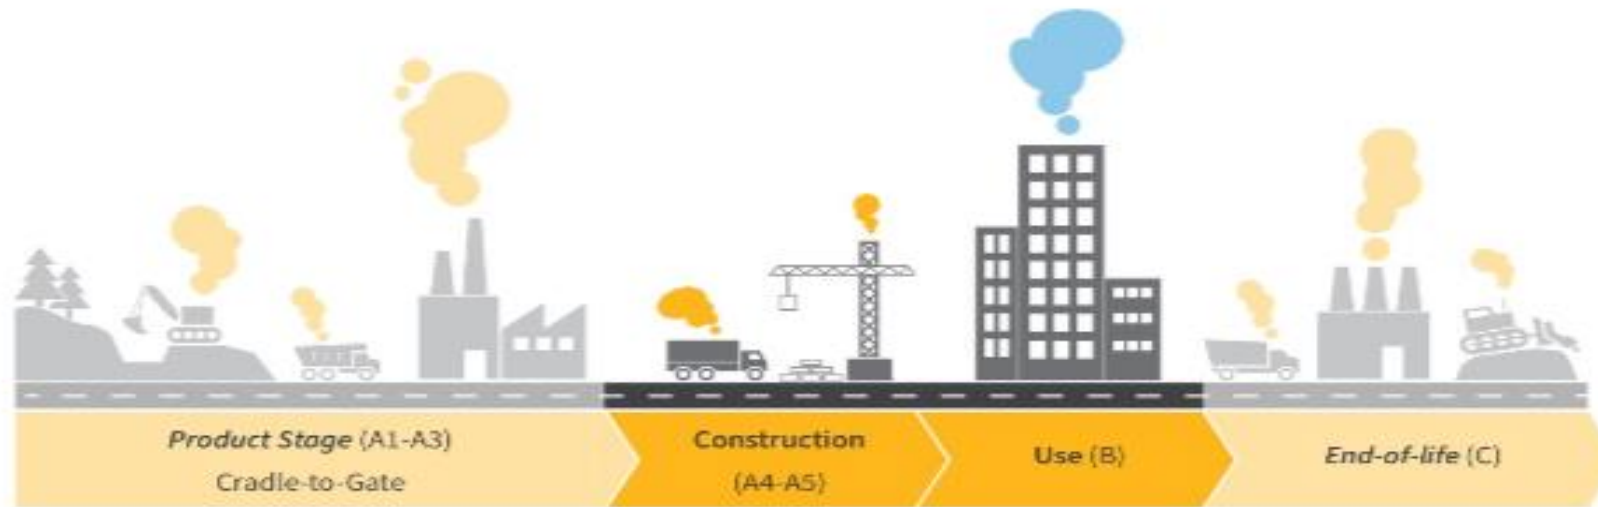 Product Stage (A1-A3)
Cradle-to-Gate
Construction
(A4-A5)
Use (B)
End-of-life (C)